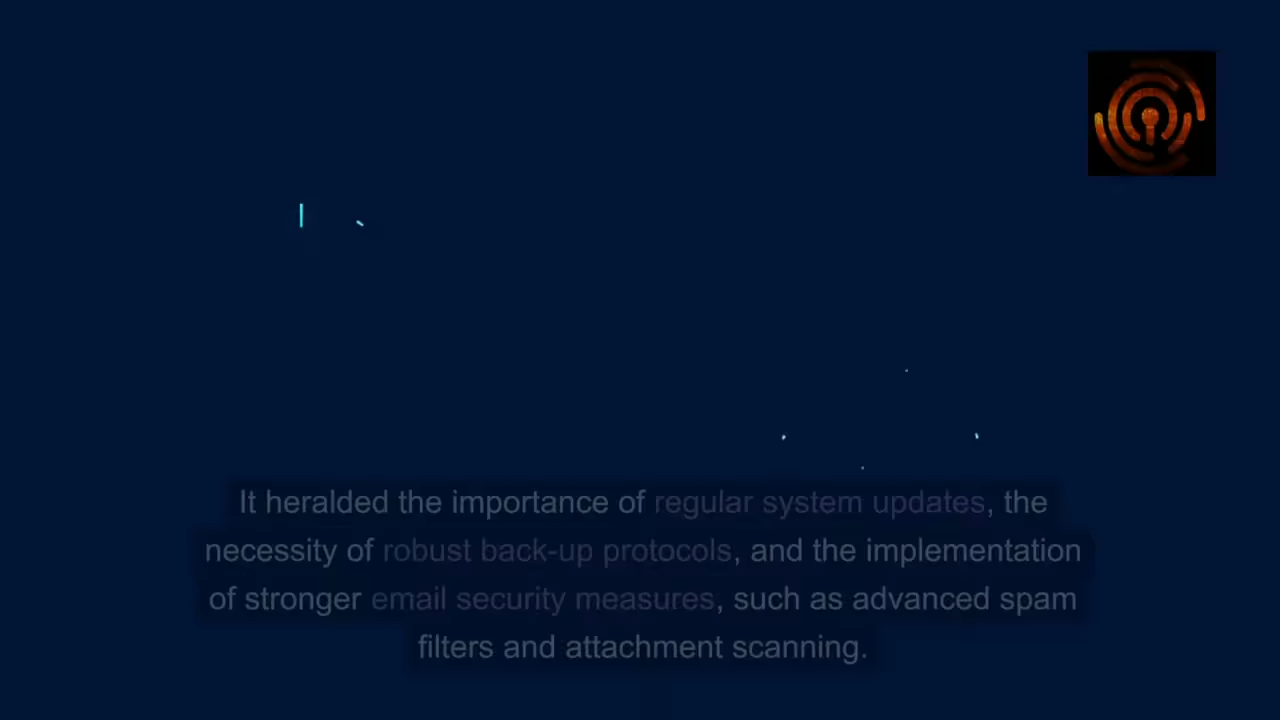 It heralded the importance of regular system updates, the
necessity of robust back-up protocols, and the implementation
of stronger email security measures, such as advanced spam
filters and attachment scanning.